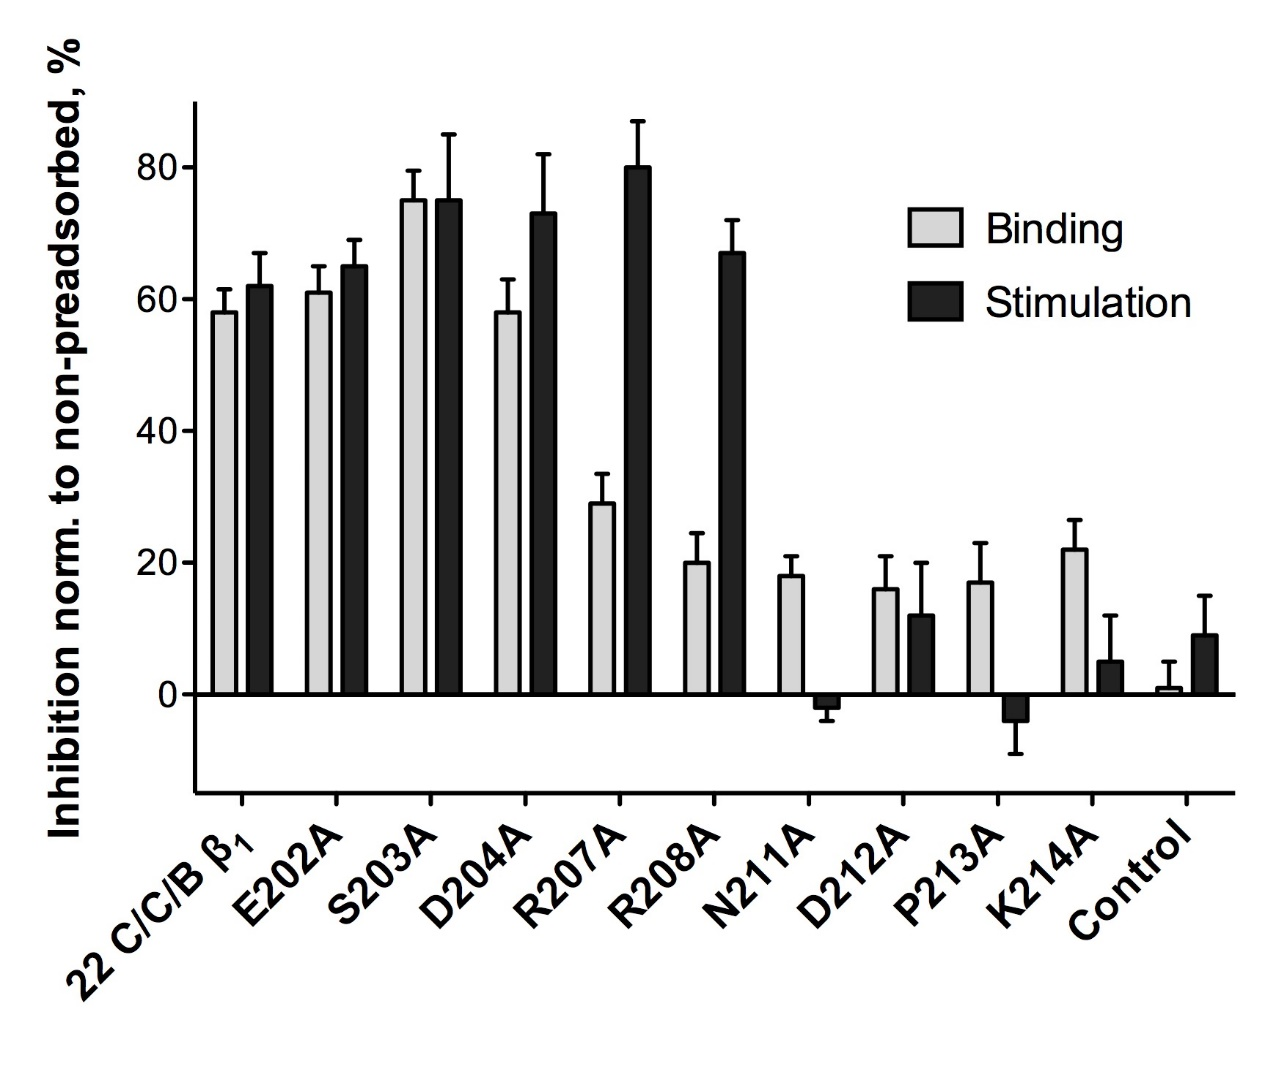 Inhibition norm. to non-preadsorbed, %
80
60
40
20
0
Binding
Stimulation
22 C/C/B β₁
E202A
S203A
D204A
R207A
R208A
N211A
D212A
P213A
K214A
Control